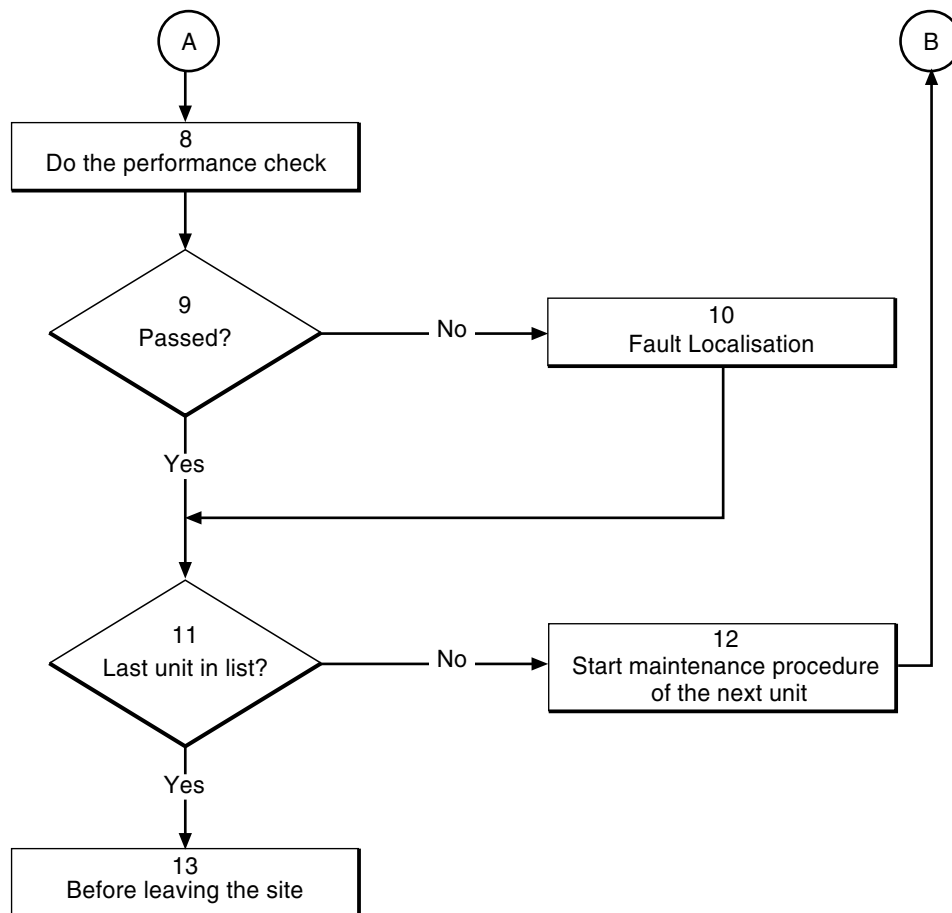 A
B
8
Do the performance check
9
Passed?
No
10
Fault Localisation
Yes
11
Last unit in list?
No
12
Start maintenance procedure
of the next unit
Yes
13
Before leaving the site